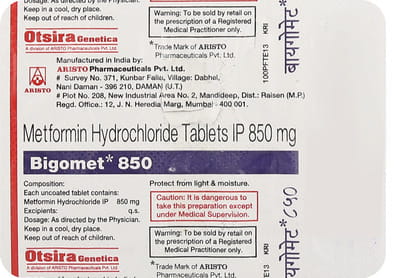 Dosage: As directed by the Physician.
Keep in a cool, dry place.
Keep out of reach of children.
Warning: To be sold by retail on
the prescription of a Registered
Medical Practitioner only.
Otsira Genetica
A division of ARISTO Pharmaceuticals Pvt. Ltd.
*Trade Mark of ARISTO
Pharmaceuticals Pvt. Ltd.
ARISTO
Manufactured in India by:
ARISTO Pharmaceuticals Pvt. Ltd.
# Survey No. 371, Kunbar Falia, Village: Dabhel,
Nani Daman - 396 210, DAMAN (U.T.)
* Plot No. 208, New Industrial Area No. 2, Mandideep, Dist.: Raisen (M.P.)
Regd. Office: 12, J. N. Heredia Marg, Mumbai - 400 001.
100PFTE13 KRI
Metformin Hydrochloride Tablets IP 850 mg
Bigomet* 850
Composition:
Each uncoated tablet contains:
Metformin Hydrochloride IP 850 mg
Excipients: q.s.
Dosage: As directed by the Physician.
Keep in a cool, dry place.
Keep out of reach of children.
Protect from light & moisture.
Caution: It is dangerous to
take this preparation except
under Medical Supervision.
Warning: To be sold by retail on
the prescription of a Registered
Medical Practitioner only.
Otsira Genetica
A division of ARISTO Pharmaceuticals Pvt. Ltd.
*Trade Mark of ARISTO
Pharmaceuticals Pvt. Ltd.
KRI
बायगोमेट* ८५०